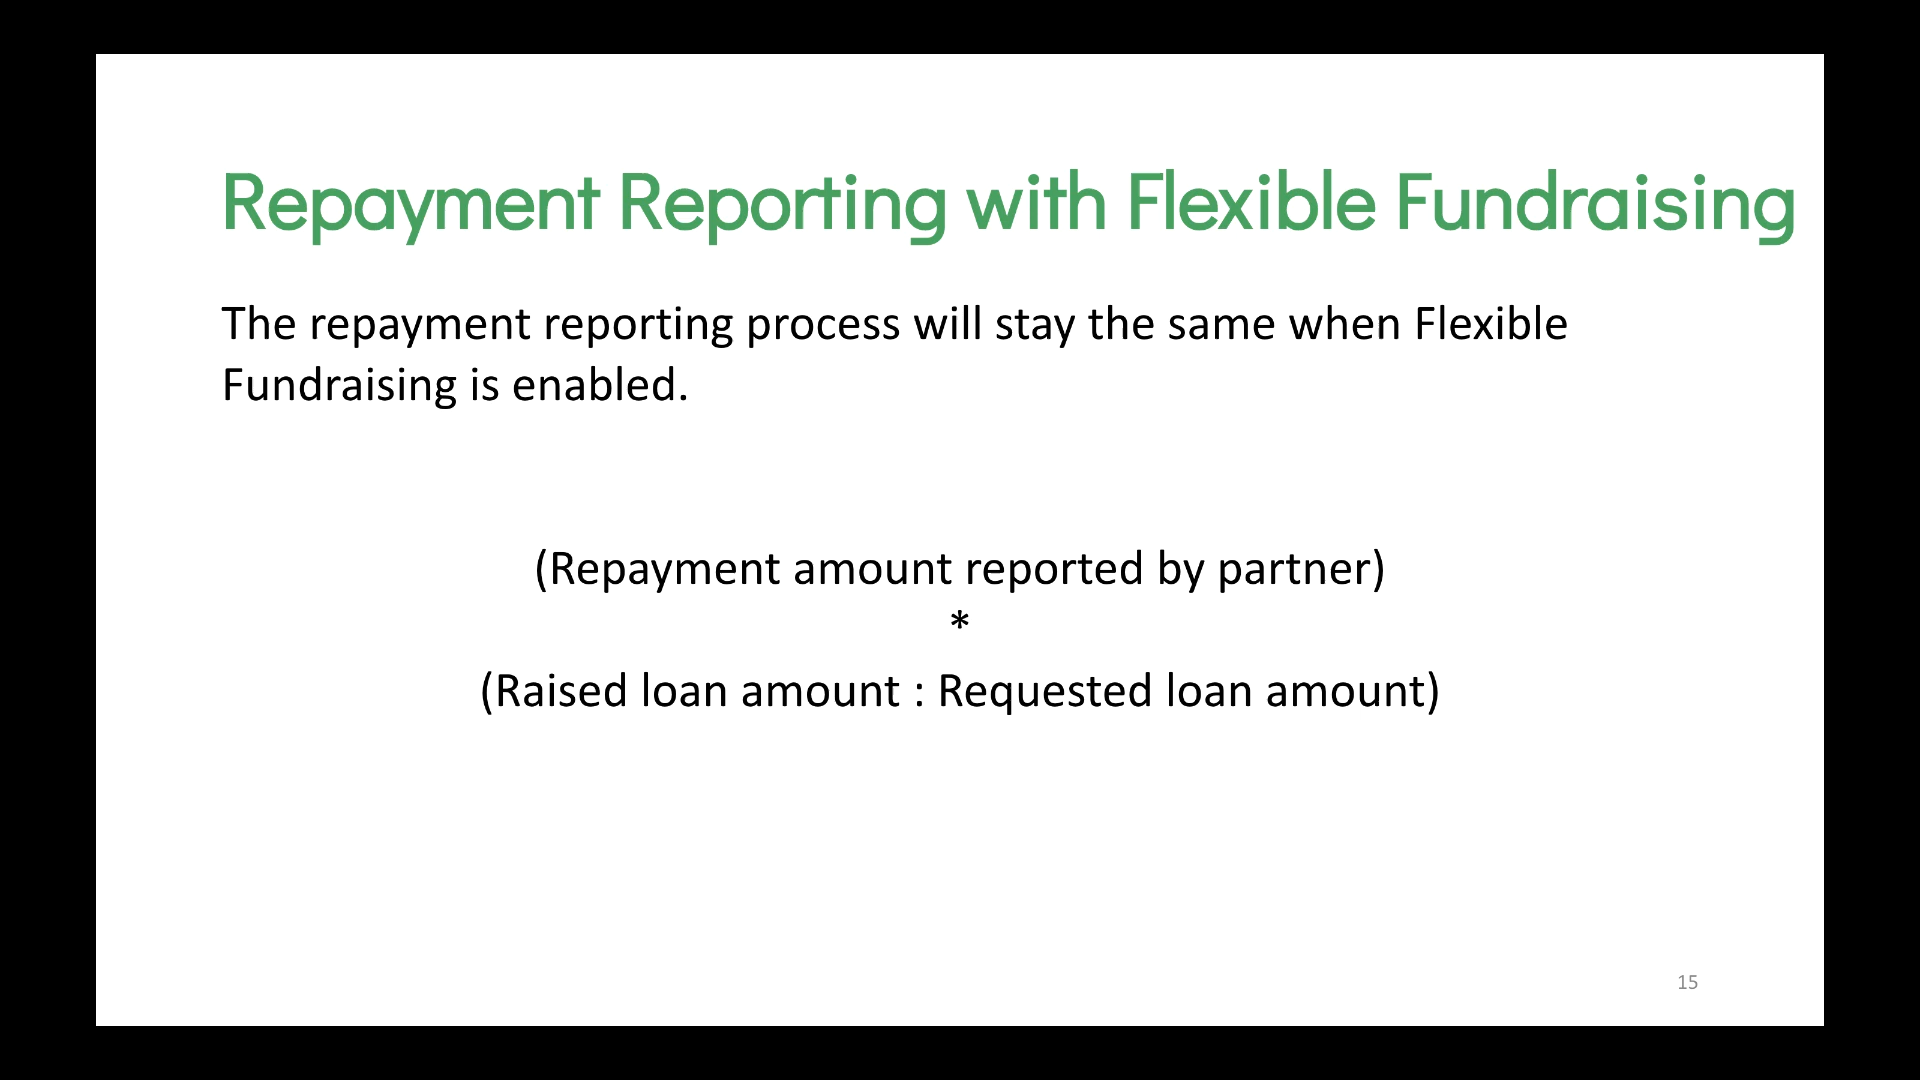 Repayment Reporting with Flexible Fundraising
The repayment reporting process will stay the same when Flexible
Fundraising is enabled.
(Repayment amount reported by partner)
*
(Raised loan amount : Requested loan amount)
15